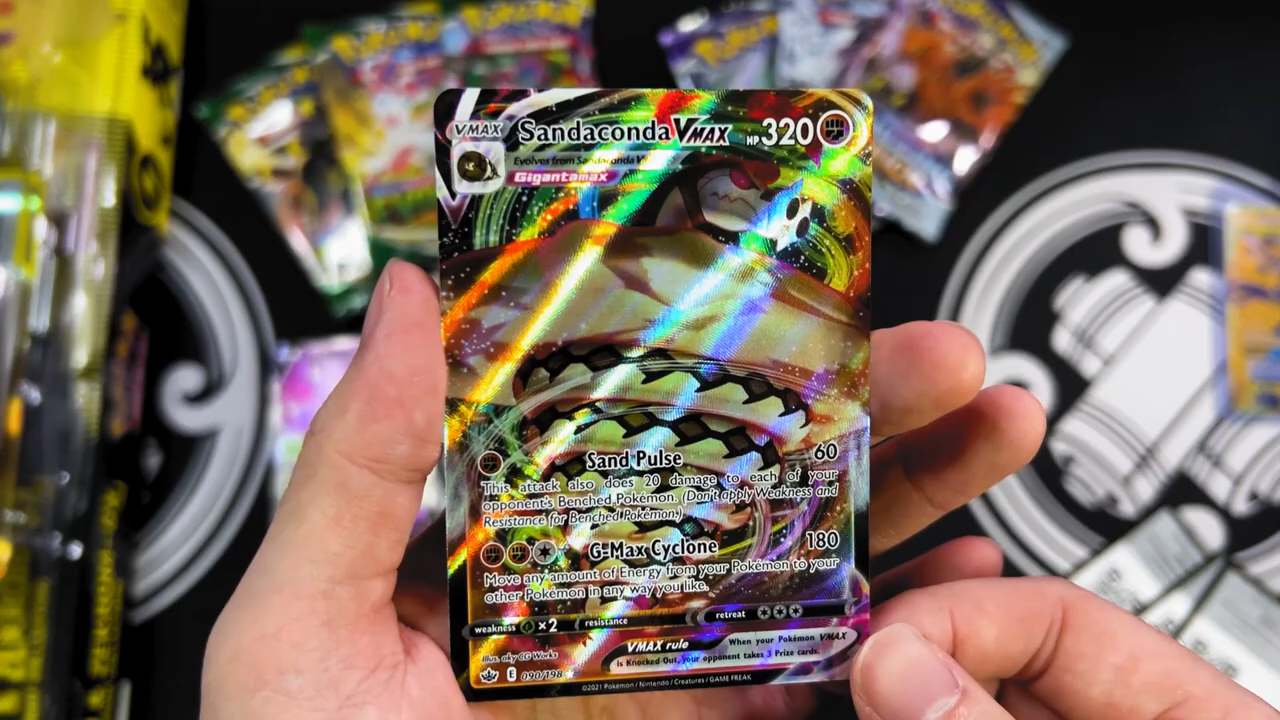 VMAX
Sandaconda VMAX HP 320
Evolves from Sandaconda V
Gigantamax
Sand Pulse 60
This attack also does 20 damage to each of your
opponent's Benched Pokémon. (Don't apply Weakness and
Resistance for Benched Pokémon.)
G-Max Cyclone 180
Move any amount of Energy from your Pokémon to your
other Pokémon in any way you like.
weakness ×2 resistance retreat
VMAX rule When your Pokémon VMAX
is Knocked Out, your opponent takes 3 Prize cards.
Illus. aky CG Works
E 090/198
©2021 Pokémon / Nintendo / Creatures / GAME FREAK